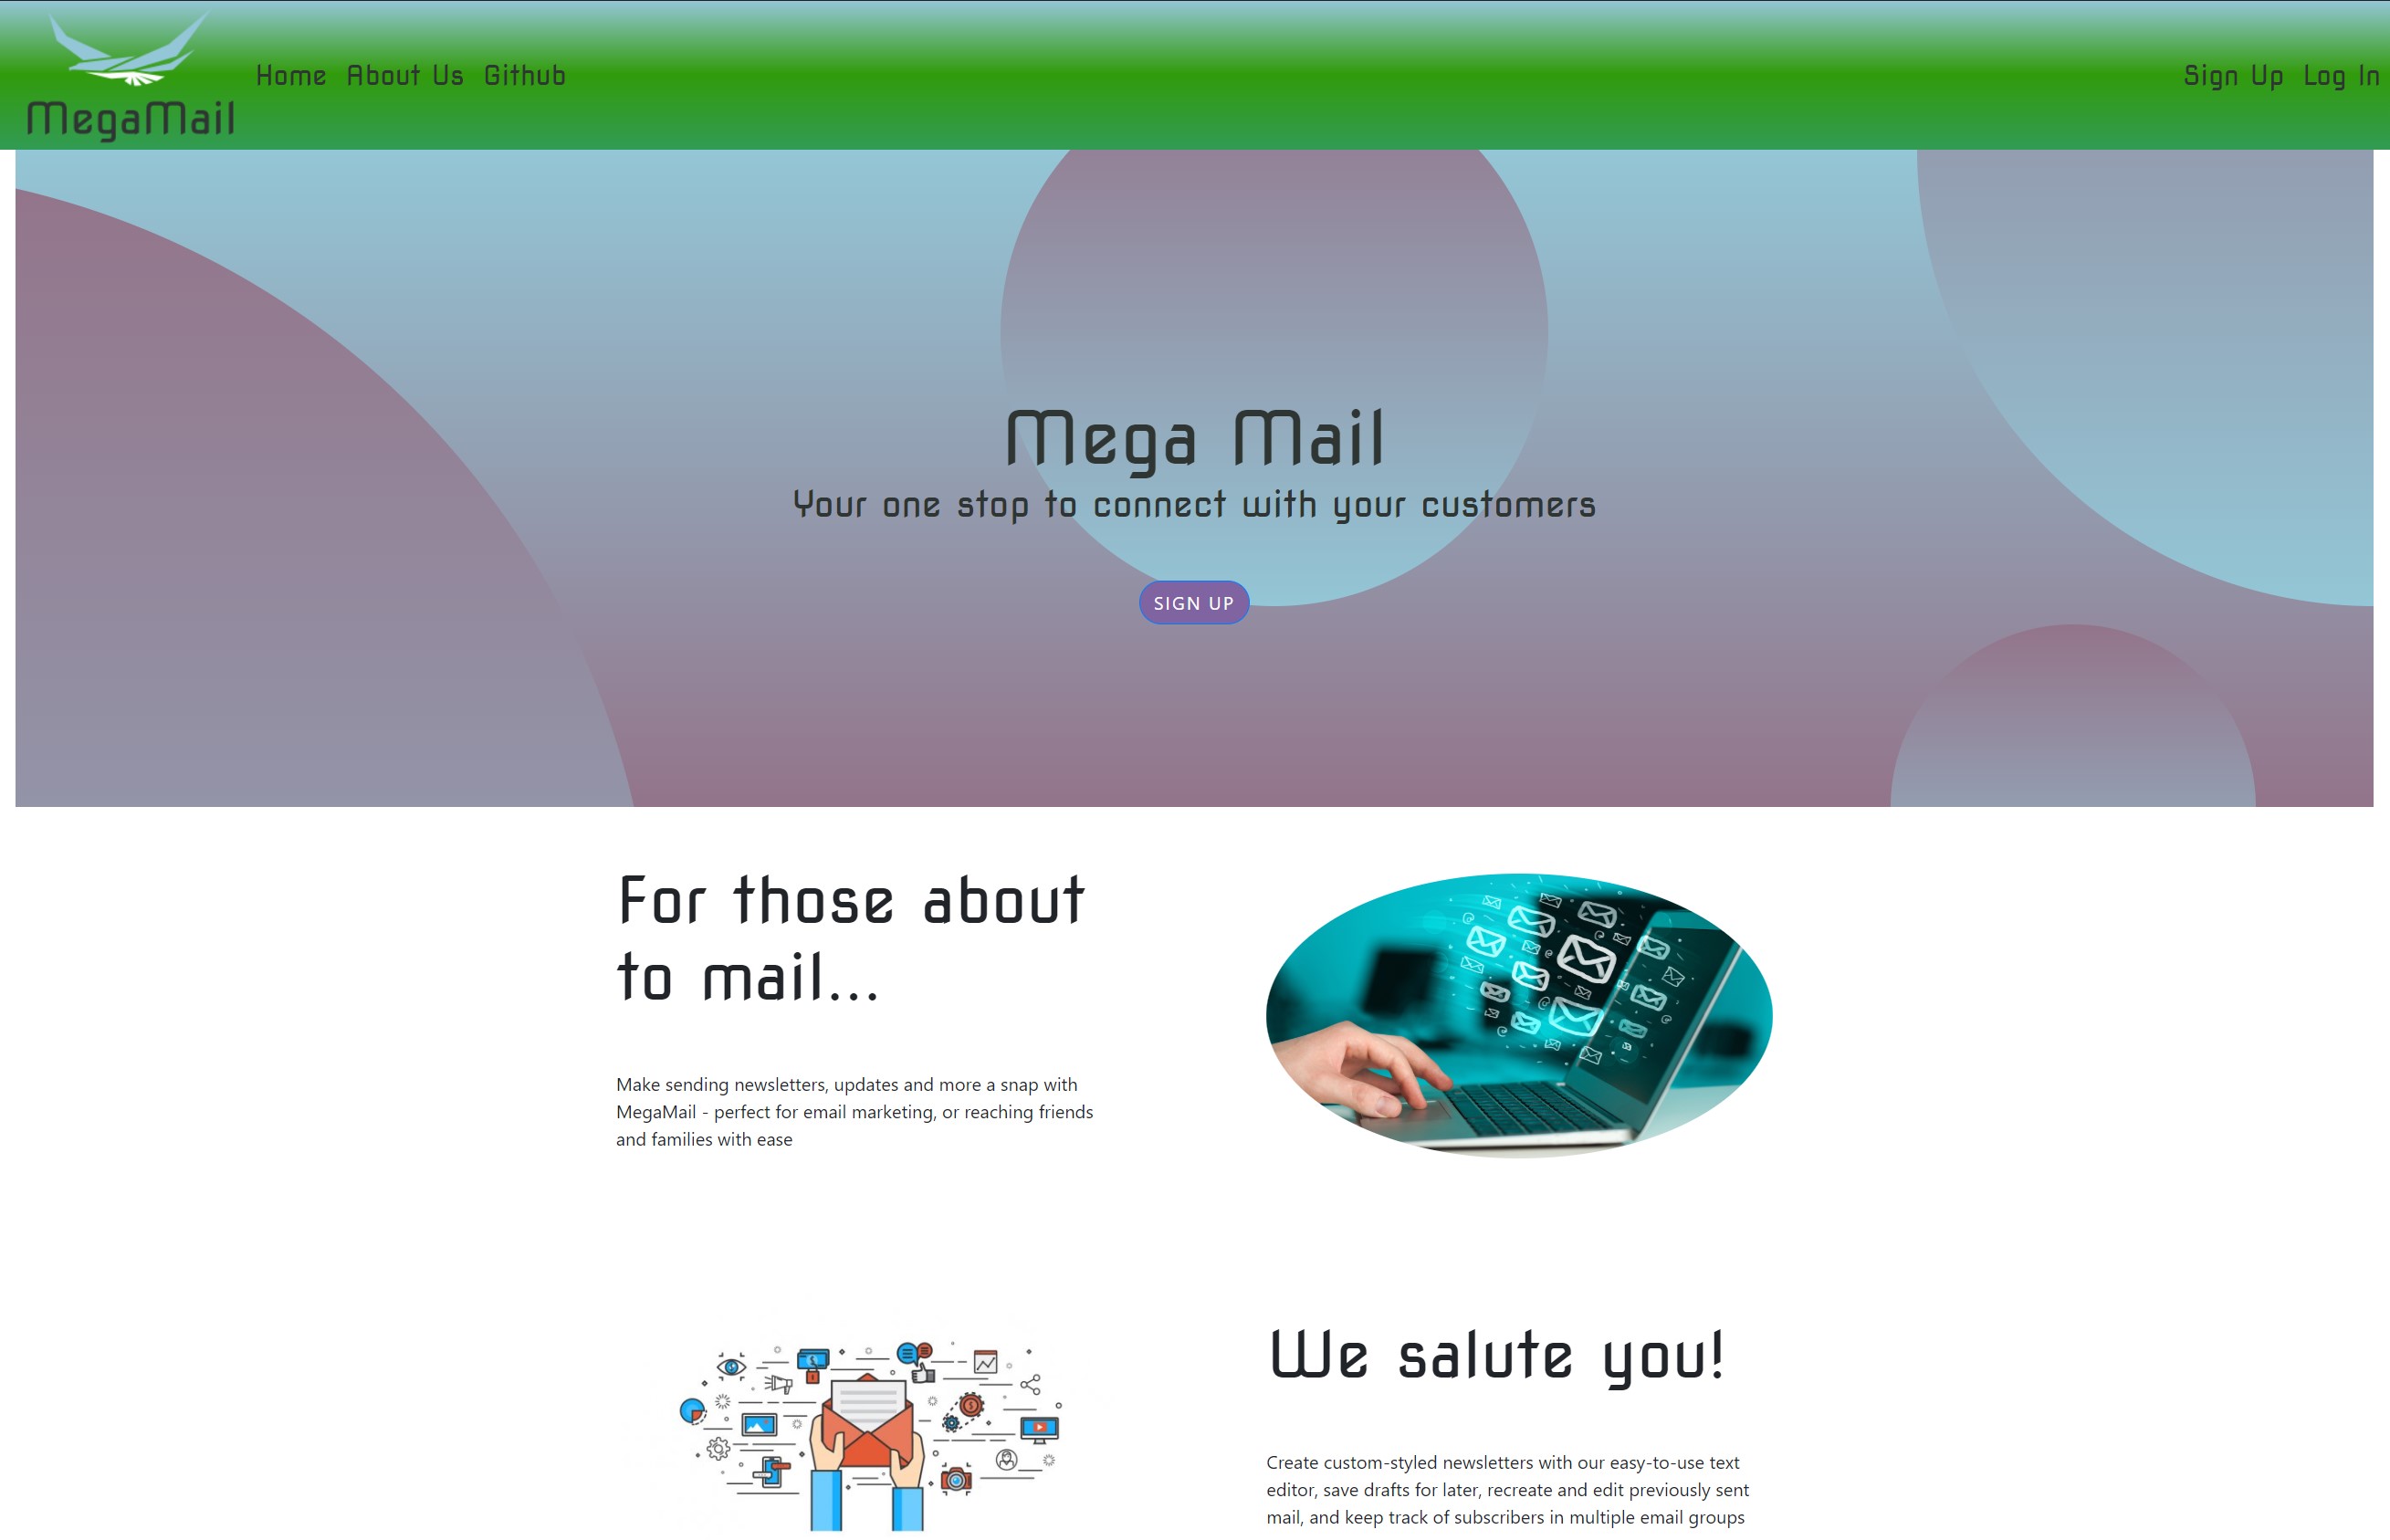 MegaMail
Home About Us Github
Sign Up Log In
Mega Mail
Your one stop to connect with your customers
SIGN UP
For those about
to mail...
Make sending newsletters, updates and more a snap with
MegaMail - perfect for email marketing, or reaching friends
and families with ease
We salute you!
Create custom-styled newsletters with our easy-to-use text
editor, save drafts for later, recreate and edit previously sent
mail, and keep track of subscribers in multiple email groups